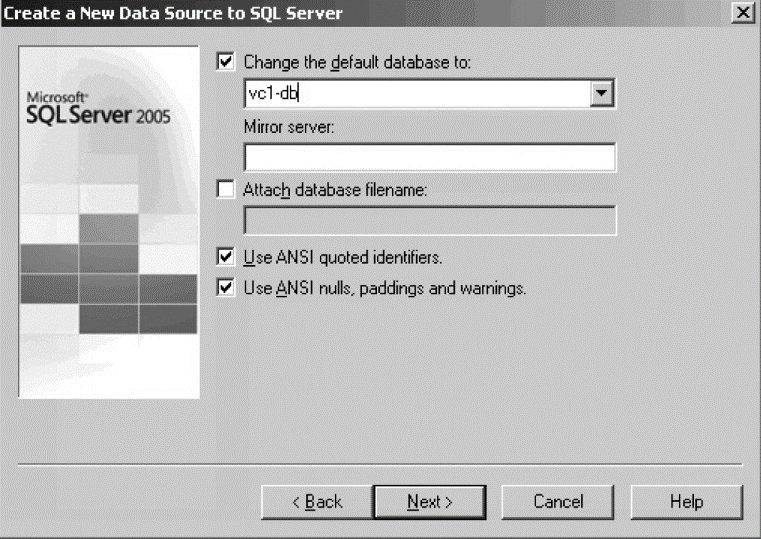 Create a New Data Source to SQL Server
Microsoft®
SQL Server 2005
Change the default database to:
vc1-db
Mirror server:
Attach database filename:
Use ANSI quoted identifiers.
Use ANSI nulls, paddings and warnings.
< Back
Next >
Cancel
Help